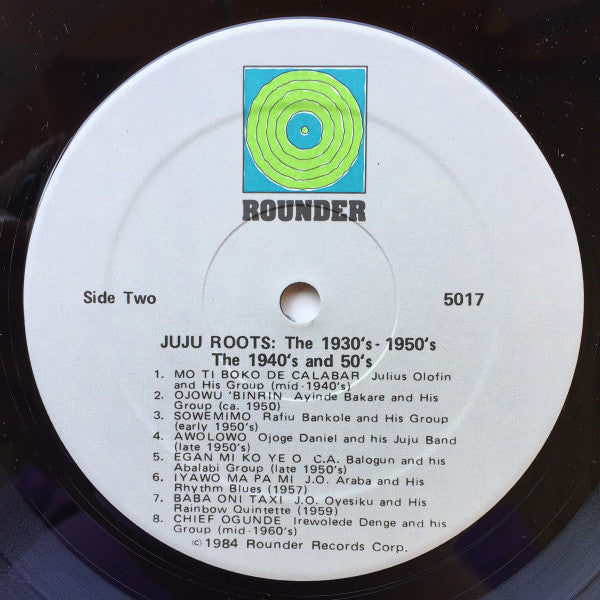 ROUNDER
Side Two
5017
JUJU ROOTS: The 1930's - 1950's
The 1940's and 50's
1. MO TI BOKO DE CALABAR Julius Olofin
and His Group (mid-1940's)
2. OJOWU 'BINRIN Ayinde Bakare and His
Group (ca. 1950)
3. SOWEMIMO Rafiu Bankole and His Group
(early 1950's)
4. AWOLOWO Ojoge Daniel and his Juju Band
(late 1950's)
5. EGAN MI KO YE O C.A. Balogun and his
Abalabi Group (late 1950's)
6. IYAWO MA PA MI J.O. Araba and His
Rhythm Blues (1957)
7. BABA ONI TAXI J.O. Oyesiku and His
Rainbow Quintette (1959)
8. CHIEF OGUNDE Irewolede Denge and his
Group (mid-1960's)
©1984 Rounder Records Corp.